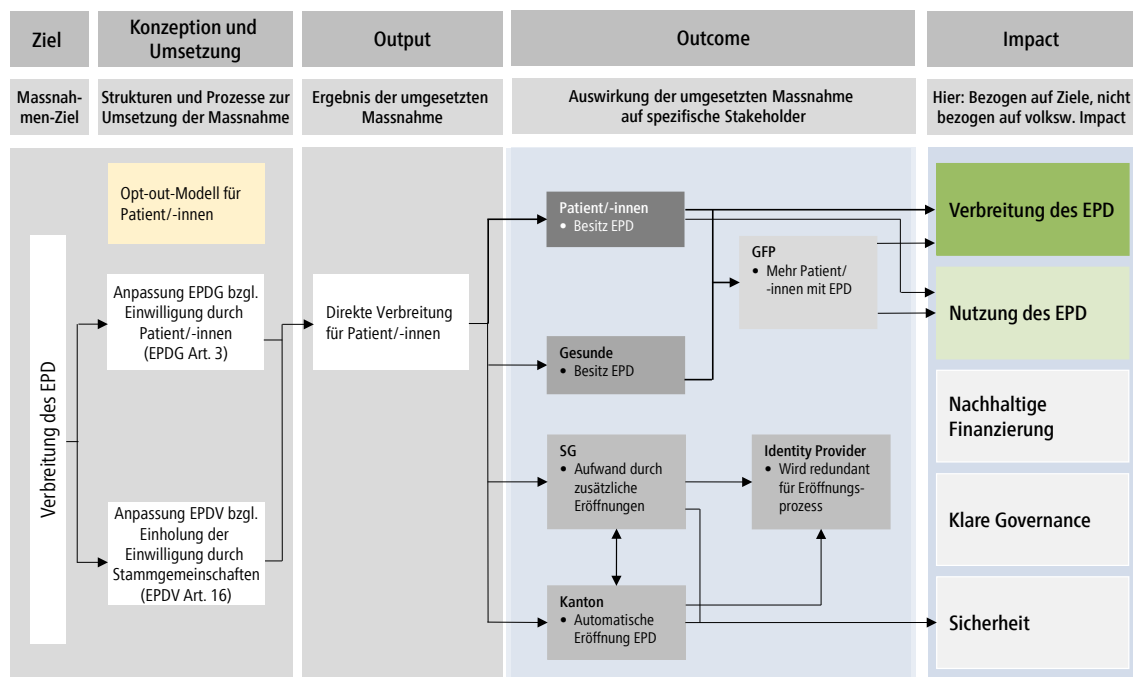 Ziel
Konzeption und
Umsetzung
Output
Outcome
Impact
Massnah-
men-Ziel
Strukturen und Prozesse zur
Umsetzung der Massnahme
Ergebnis der umgesetzten
Massnahme
Auswirkung der umgesetzten Massnahme
auf spezifische Stakeholder
Hier: Bezogen auf Ziele, nicht
bezogen auf volksw. Impact
Verbreitung des EPD
Opt-out-Modell für
Patient/-innen
Anpassung EPDG bzgl.
Einwilligung durch
Patient/-innen
(EPDG Art. 3)
Anpassung EPDV bzgl.
Einholung der
Einwilligung durch
Stammgemeinschaften
(EPDV Art. 16)
Direkte Verbreitung
für Patient/-innen
Patient/-innen
• Besitz EPD
GFP
• Mehr Patient/
-innen mit EPD
Gesunde
• Besitz EPD
SG
• Aufwand durch
zusätzliche
Eröffnungen
Identity Provider
• Wird redundant
für Eröffnungs-
prozess
Kanton
• Automatische
Eröffnung EPD
Verbreitung des EPD
Nutzung des EPD
Nachhaltige
Finanzierung
Klare Governance
Sicherheit